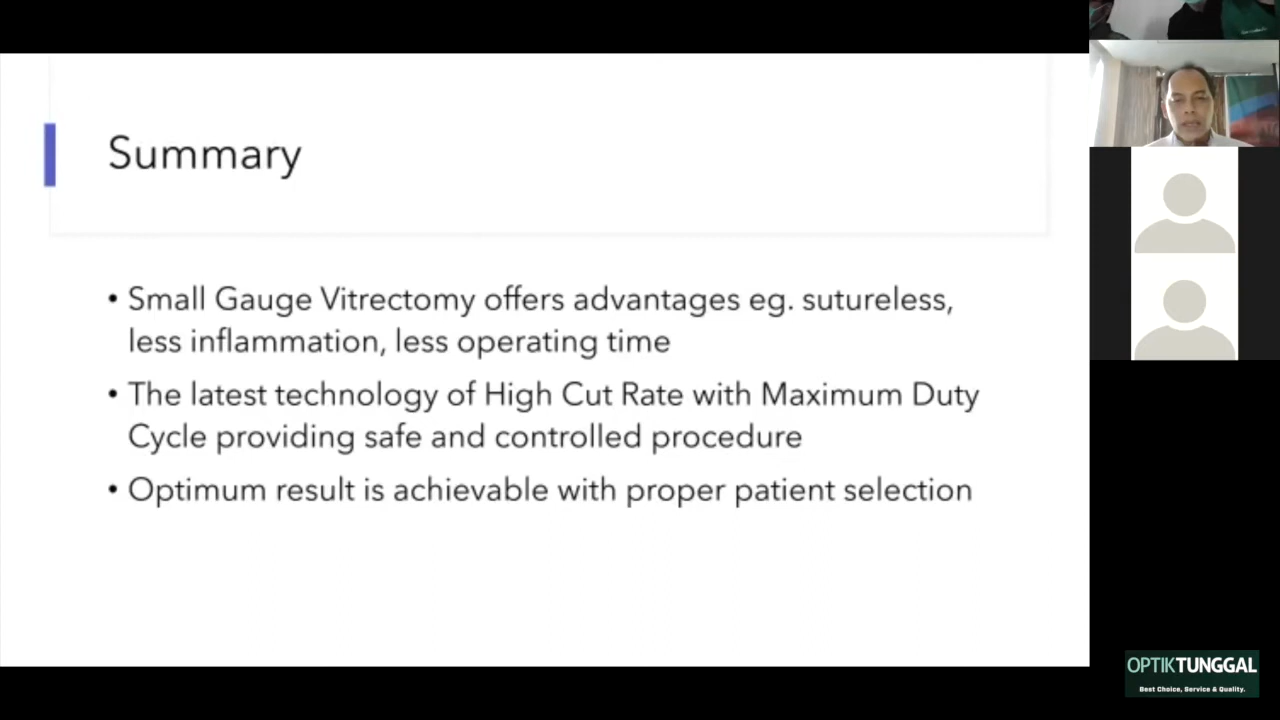 Summary
• Small Gauge Vitrectomy offers advantages eg. sutureless,
less inflammation, less operating time
• The latest technology of High Cut Rate with Maximum Duty
Cycle providing safe and controlled procedure
• Optimum result is achievable with proper patient selection
OPTIKTUNGGAL
Best Choice, Service & Quality.